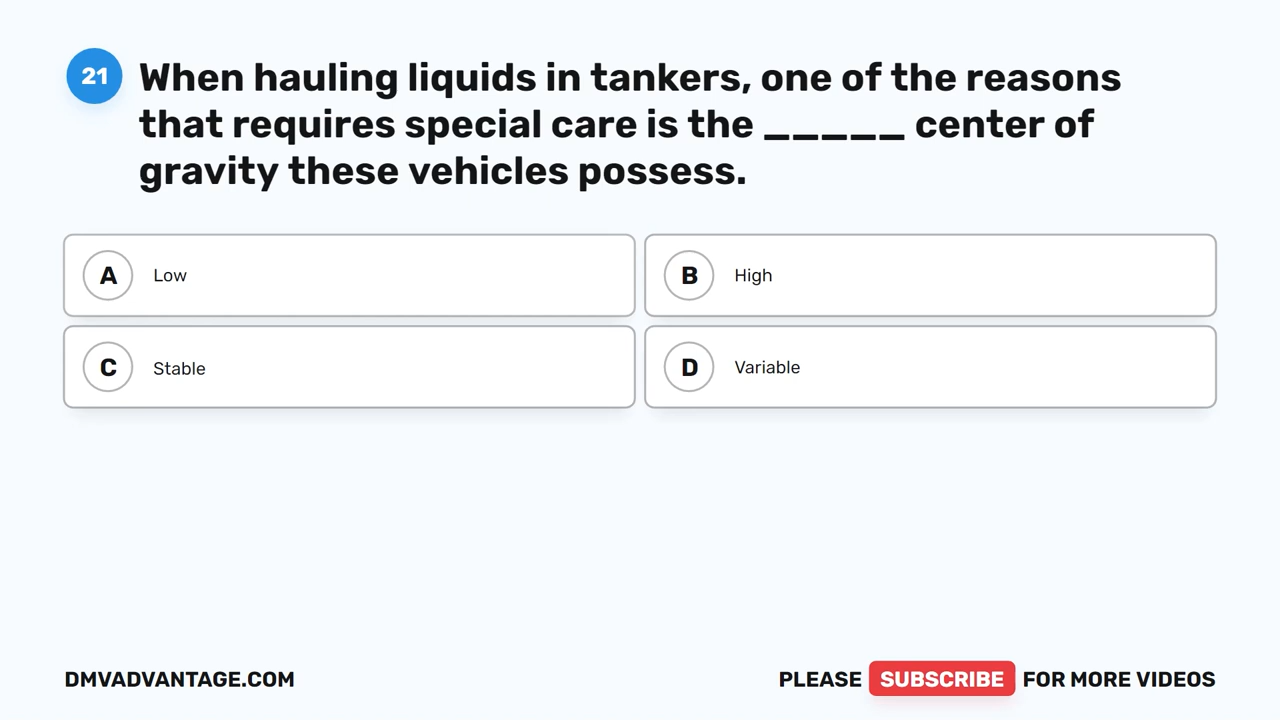 21
When hauling liquids in tankers, one of the reasons
that requires special care is the _____ center of
gravity these vehicles possess.
A Low
B High
C Stable
D Variable
DMVADVANTAGE.COM
PLEASE SUBSCRIBE FOR MORE VIDEOS